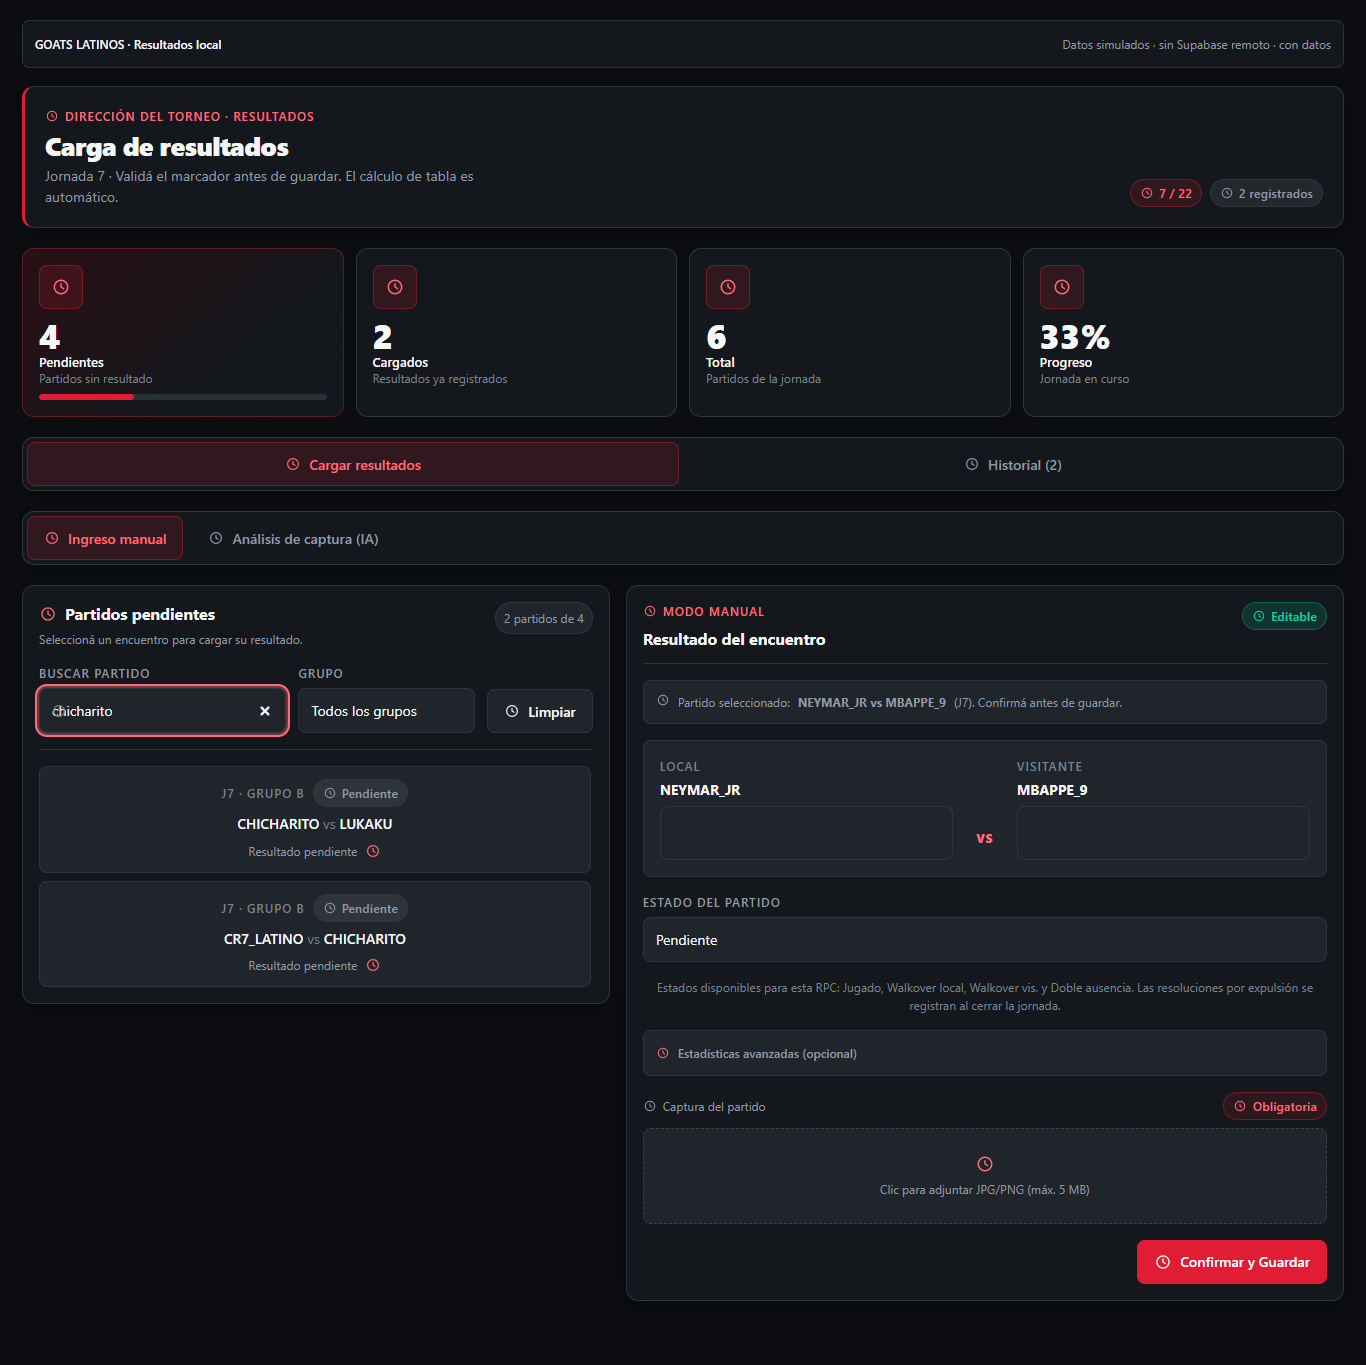 GOATS LATINOS · Resultados local
Datos simulados · sin Supabase remoto · con datos
DIRECCIÓN DEL TORNEO · RESULTADOS
Carga de resultados
Jornada 7 · Validá el marcador antes de guardar. El cálculo de tabla es
automático.
7 / 22
2 registrados
4
Pendientes
Partidos sin resultado
2
Cargados
Resultados ya registrados
6
Total
Partidos de la jornada
33%
Progreso
Jornada en curso
Cargar resultados
Historial (2)
Ingreso manual
Análisis de captura (IA)
Partidos pendientes
2 partidos de 4
Seleccioná un encuentro para cargar su resultado.
BUSCAR PARTIDO
GRUPO
chicharito
Todos los grupos
Limpiar
J7 · GRUPO B Pendiente
CHICHARITO vs LUKAKU
Resultado pendiente
J7 · GRUPO B Pendiente
CR7_LATINO vs CHICHARITO
Resultado pendiente
MODO MANUAL
Editable
Resultado del encuentro
Partido seleccionado: NEYMAR_JR vs MBAPPE_9 (J7). Confirmá antes de guardar.
LOCAL
NEYMAR_JR
vs
VISITANTE
MBAPPE_9
ESTADO DEL PARTIDO
Pendiente
Estados disponibles para esta RPC: Jugado, Walkover local, Walkover vis. y Doble ausencia. Las resoluciones por expulsión se
registran al cerrar la jornada.
Estadísticas avanzadas (opcional)
Captura del partido
Obligatoria
Clic para adjuntar JPG/PNG (máx. 5 MB)
Confirmar y Guardar